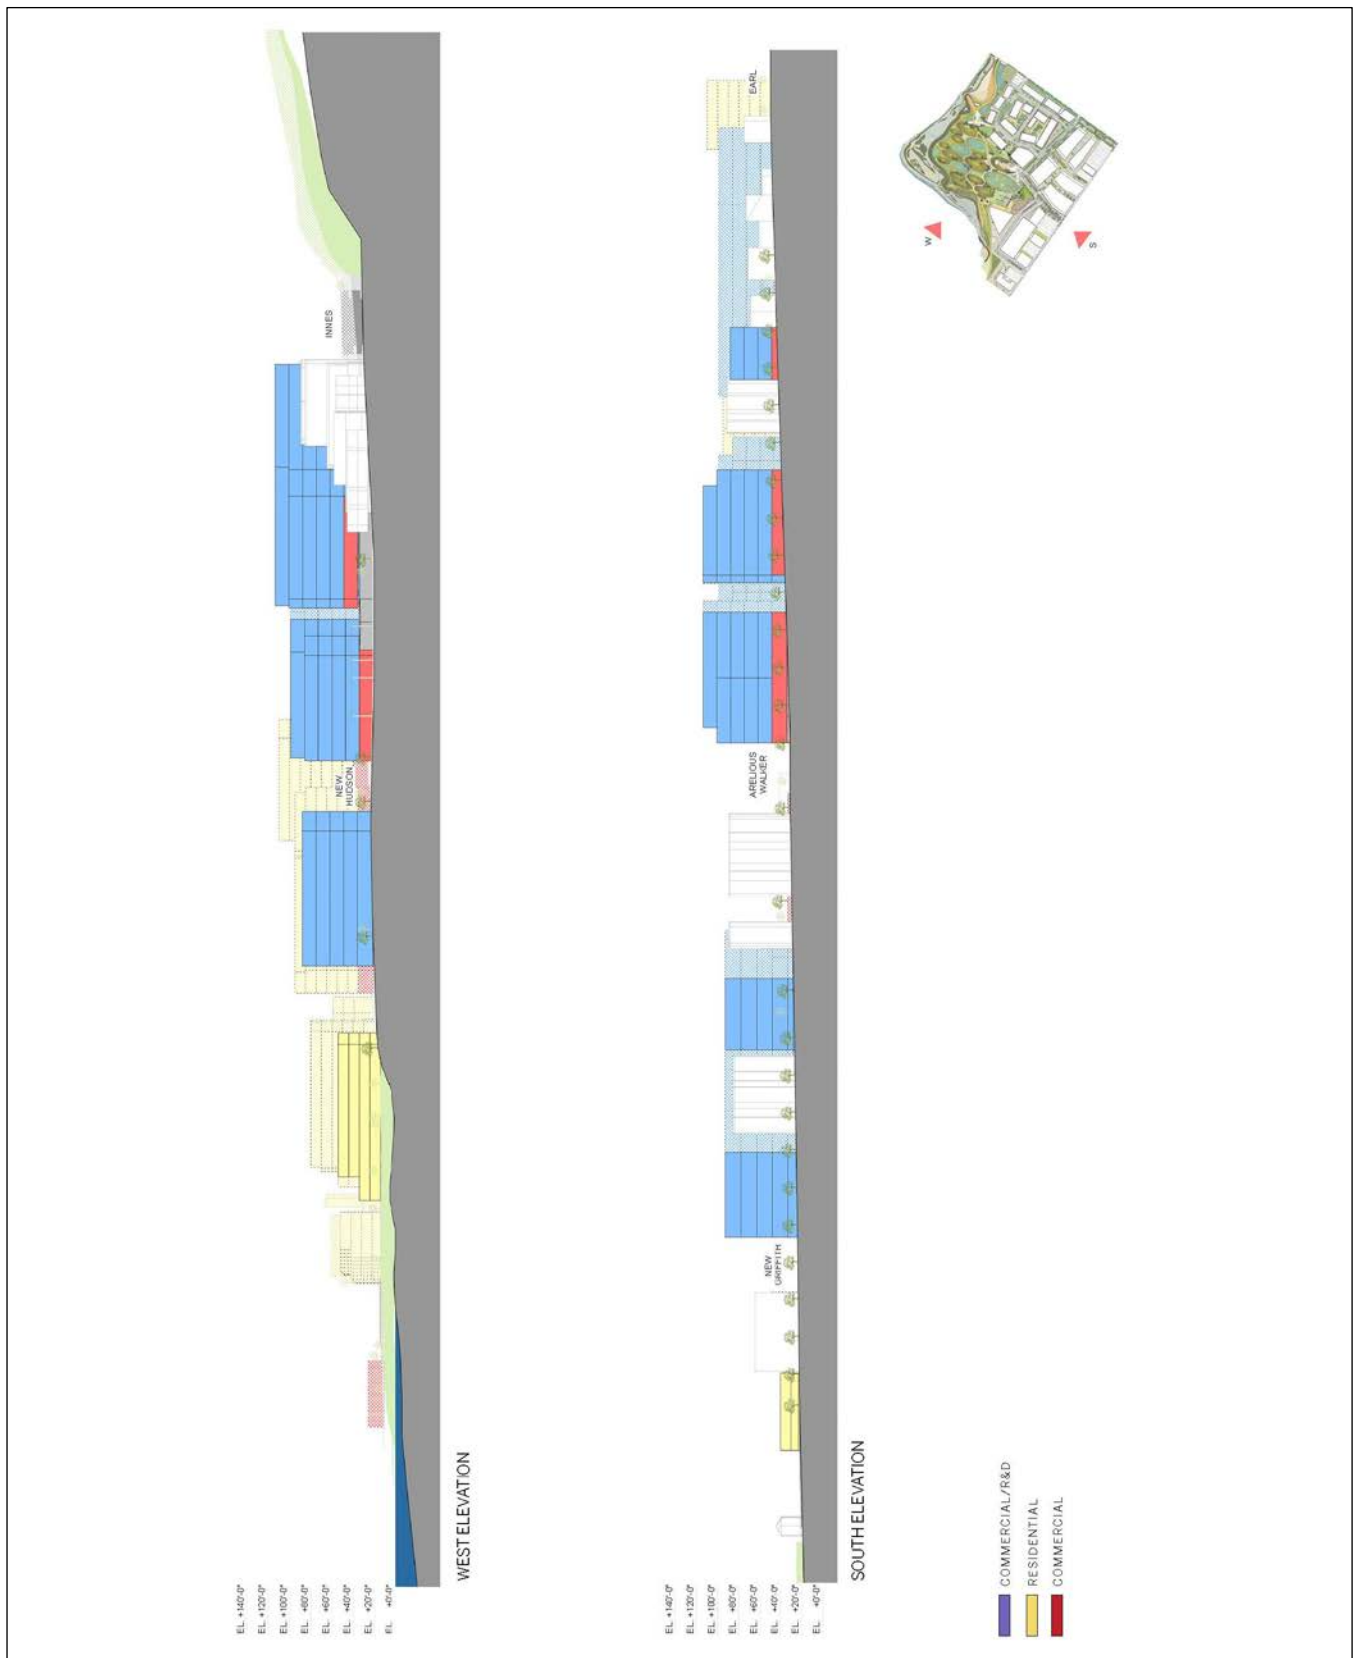 INNES
NEW
HUDSON
EL. +140'-0"
EL. +120'-0"
EL. +100'-0"
EL. +80'-0"
EL. +60'-0"
EL. +40'-0"
EL. +20'-0"
EL. +0'-0"
WEST ELEVATION
EARL
ARELIOUS
WALKER
NEW
GRIFFITH
EL. +140'-0"
EL. +120'-0"
EL. +100'-0"
EL. +80'-0"
EL. +60'-0"
EL. +40'-0"
EL. +20'-0"
EL. +0'-0"
SOUTH ELEVATION
W
S
COMMERCIAL/R&D
RESIDENTIAL
COMMERCIAL